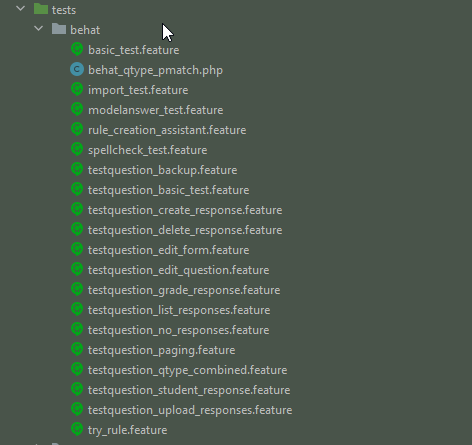 tests
behat
basic_test.feature
behat_qtype_pmatch.php
import_test.feature
modelanswer_test.feature
rule_creation_assistant.feature
spellcheck_test.feature
testquestion_backup.feature
testquestion_basic_test.feature
testquestion_create_response.feature
testquestion_delete_response.feature
testquestion_edit_form.feature
testquestion_edit_question.feature
testquestion_grade_response.feature
testquestion_list_responses.feature
testquestion_no_responses.feature
testquestion_paging.feature
testquestion_qtype_combined.feature
testquestion_student_response.feature
testquestion_upload_responses.feature
try_rule.feature